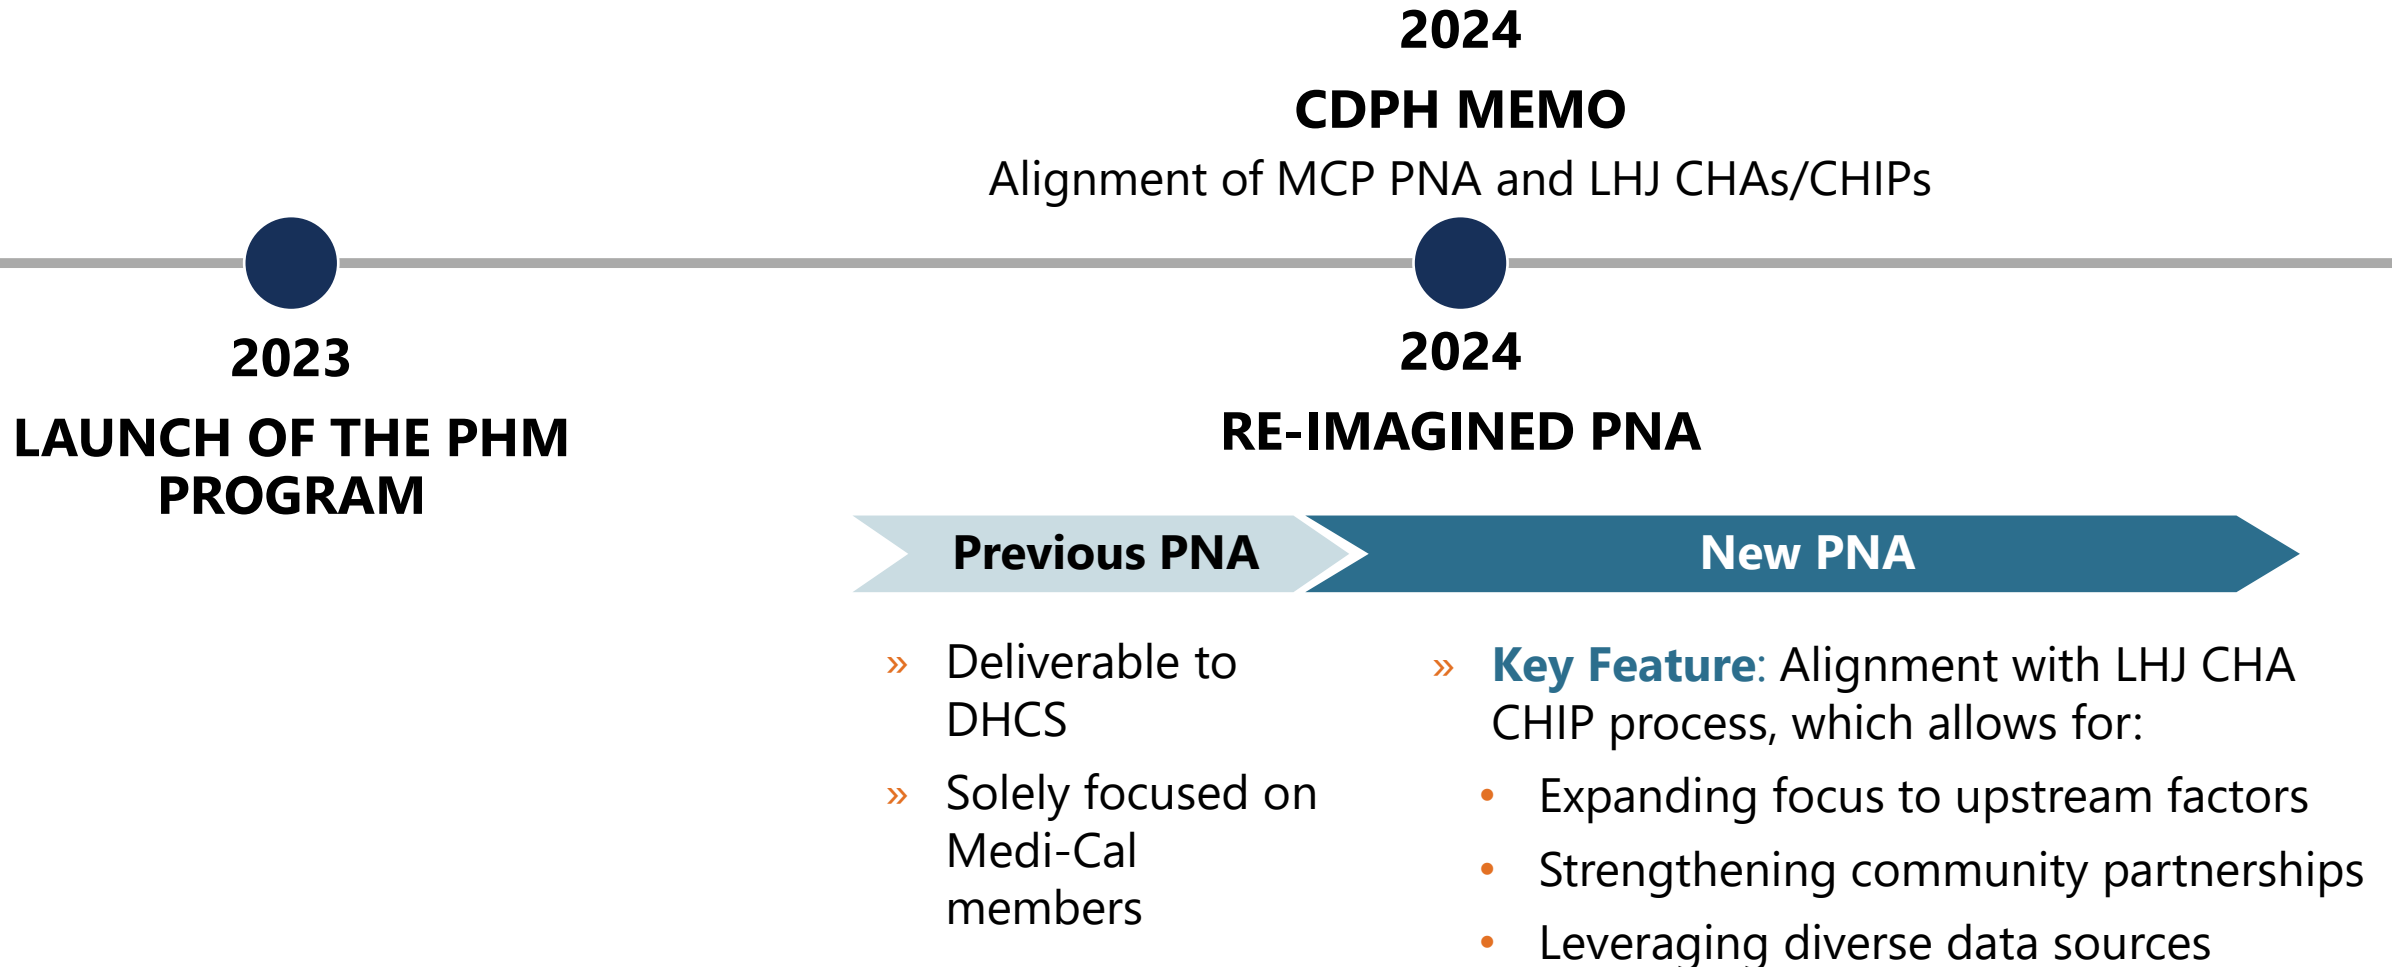 2024
CDPH MEMO
Alignment of MCP PNA and LHJ CHAs/CHIPs
2023
LAUNCH OF THE PHM
PROGRAM
2024
RE-IMAGINED PNA
Previous PNA
New PNA
» Deliverable to
DHCS
» Solely focused on
Medi-Cal
members
» Key Feature: Alignment with LHJ CHA
CHIP process, which allows for:
• Expanding focus to upstream factors
• Strengthening community partnerships
• Leveraging diverse data sources